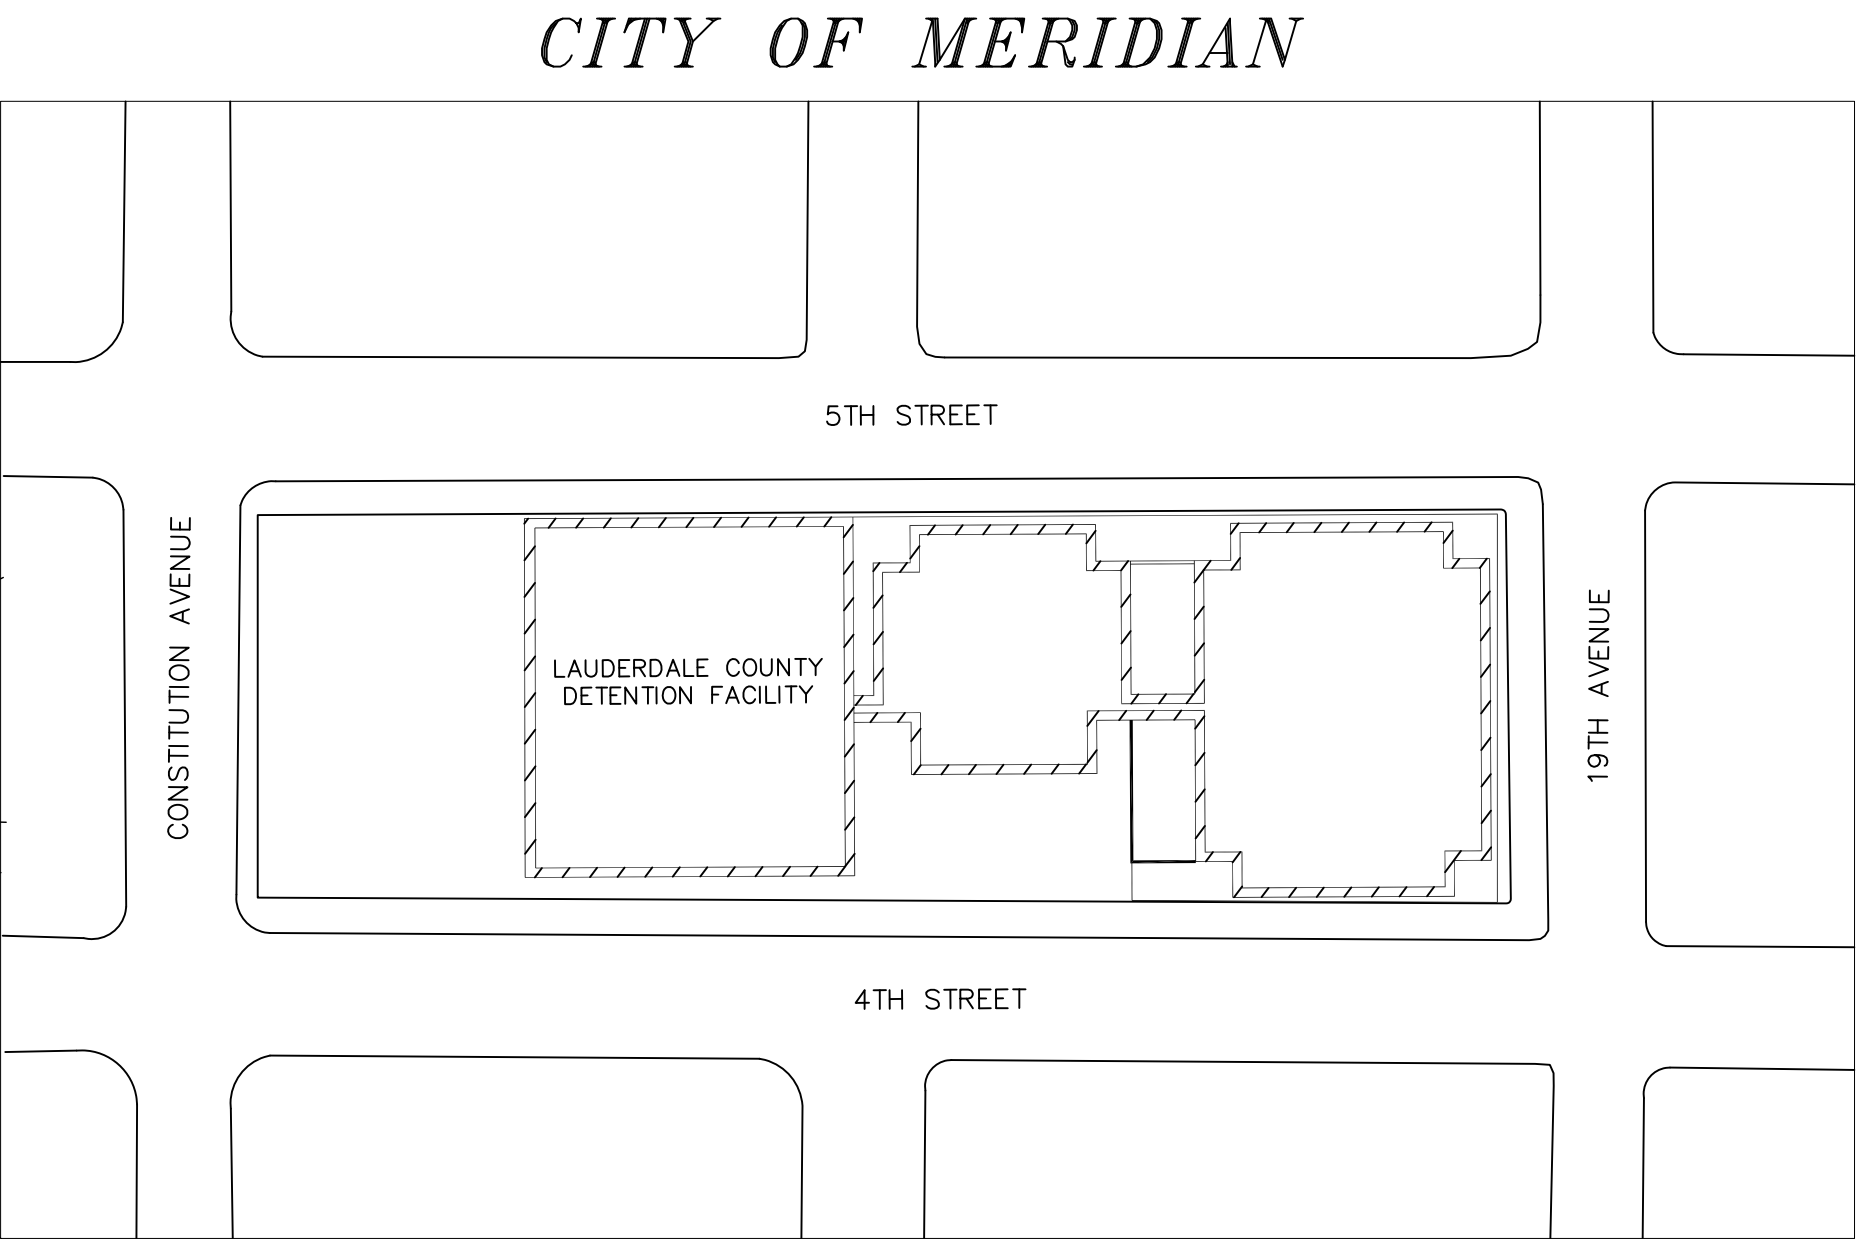 CITY OF MERIDIAN
5TH STREET
CONSTITUTION AVENUE
LAUDERDALE COUNTY
DETENTION FACILITY
19TH AVENUE
4TH STREET